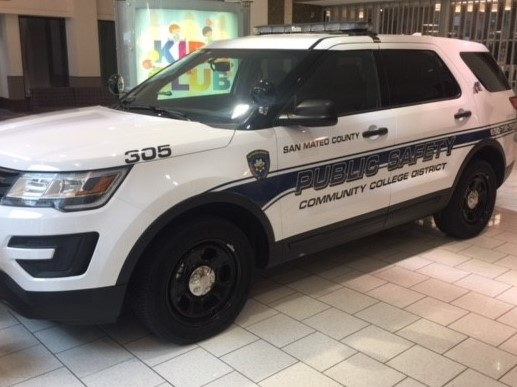 KID
CLUB
305
SAN MATEO COUNTY
PUBLIC SAFETY
COMMUNITY COLLEGE DISTRICT